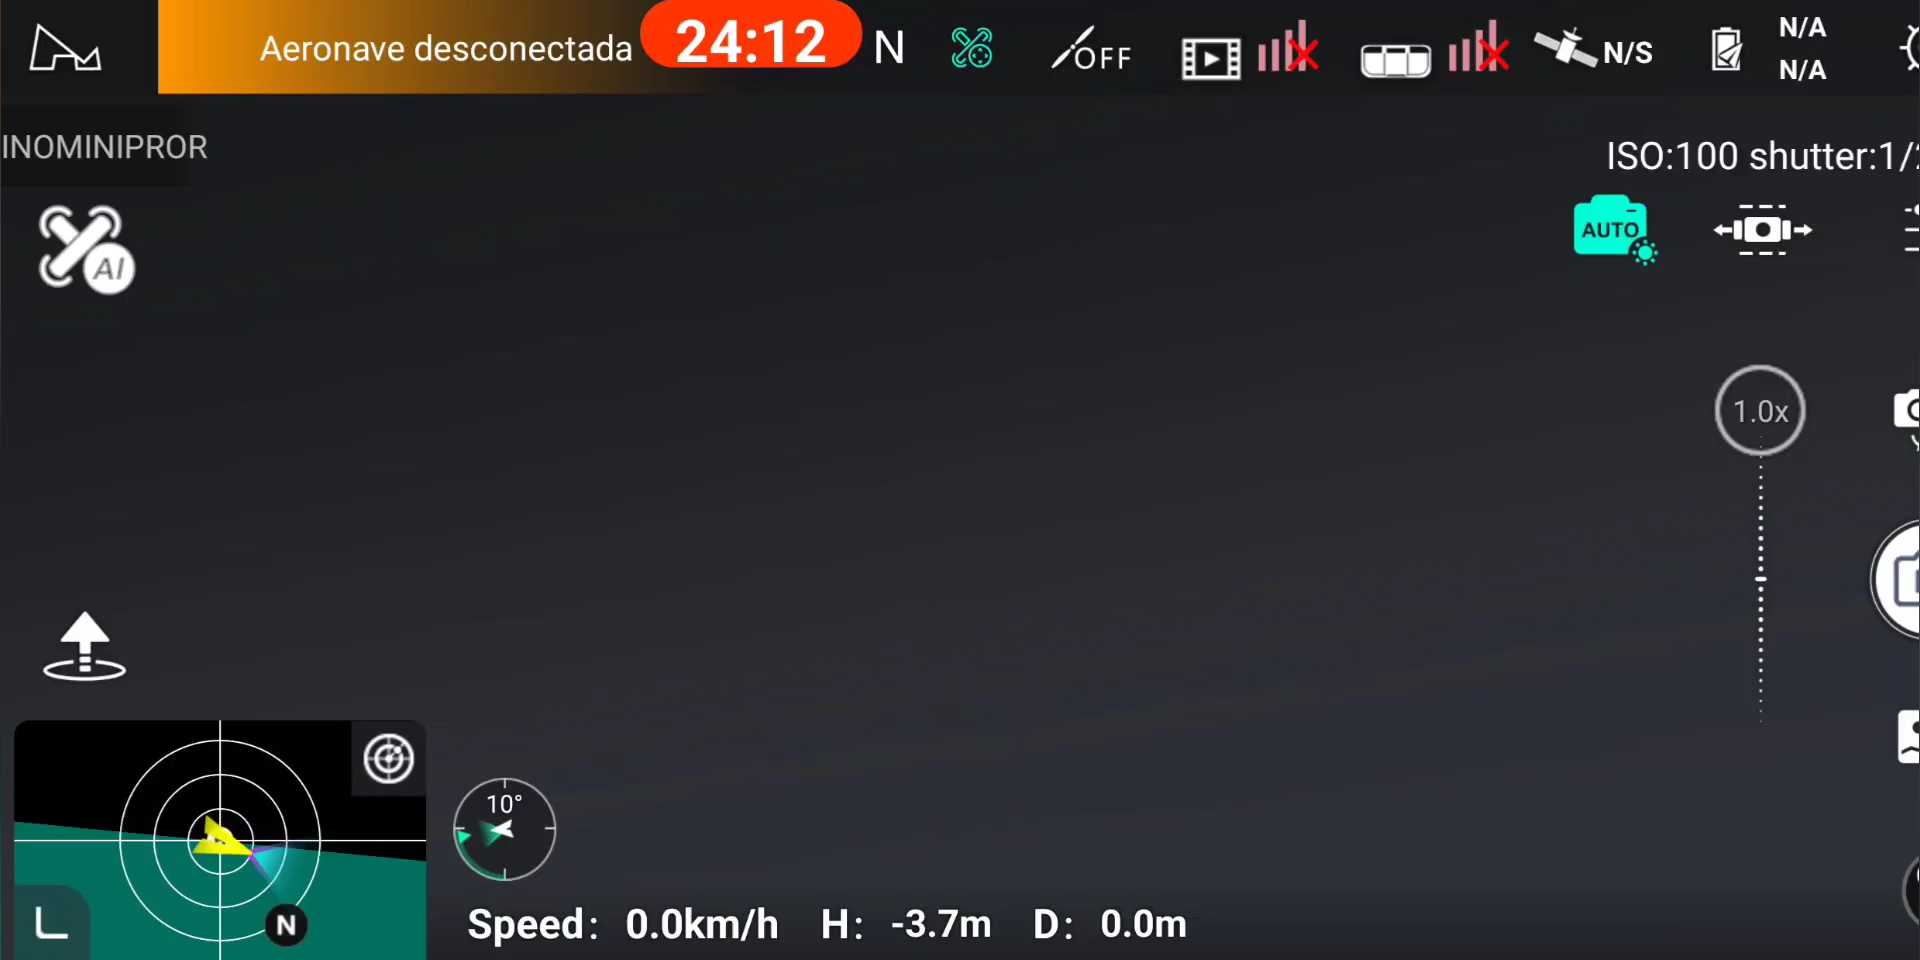 Aeronave desconectada
24:12
N
OFF
N/S
N/A
N/A
INOMINIPROR
ISO:100 shutter:1/
AUTO
AI
1.0x
10°
N
L
Speed: 0.0km/h H: -3.7m D: 0.0m